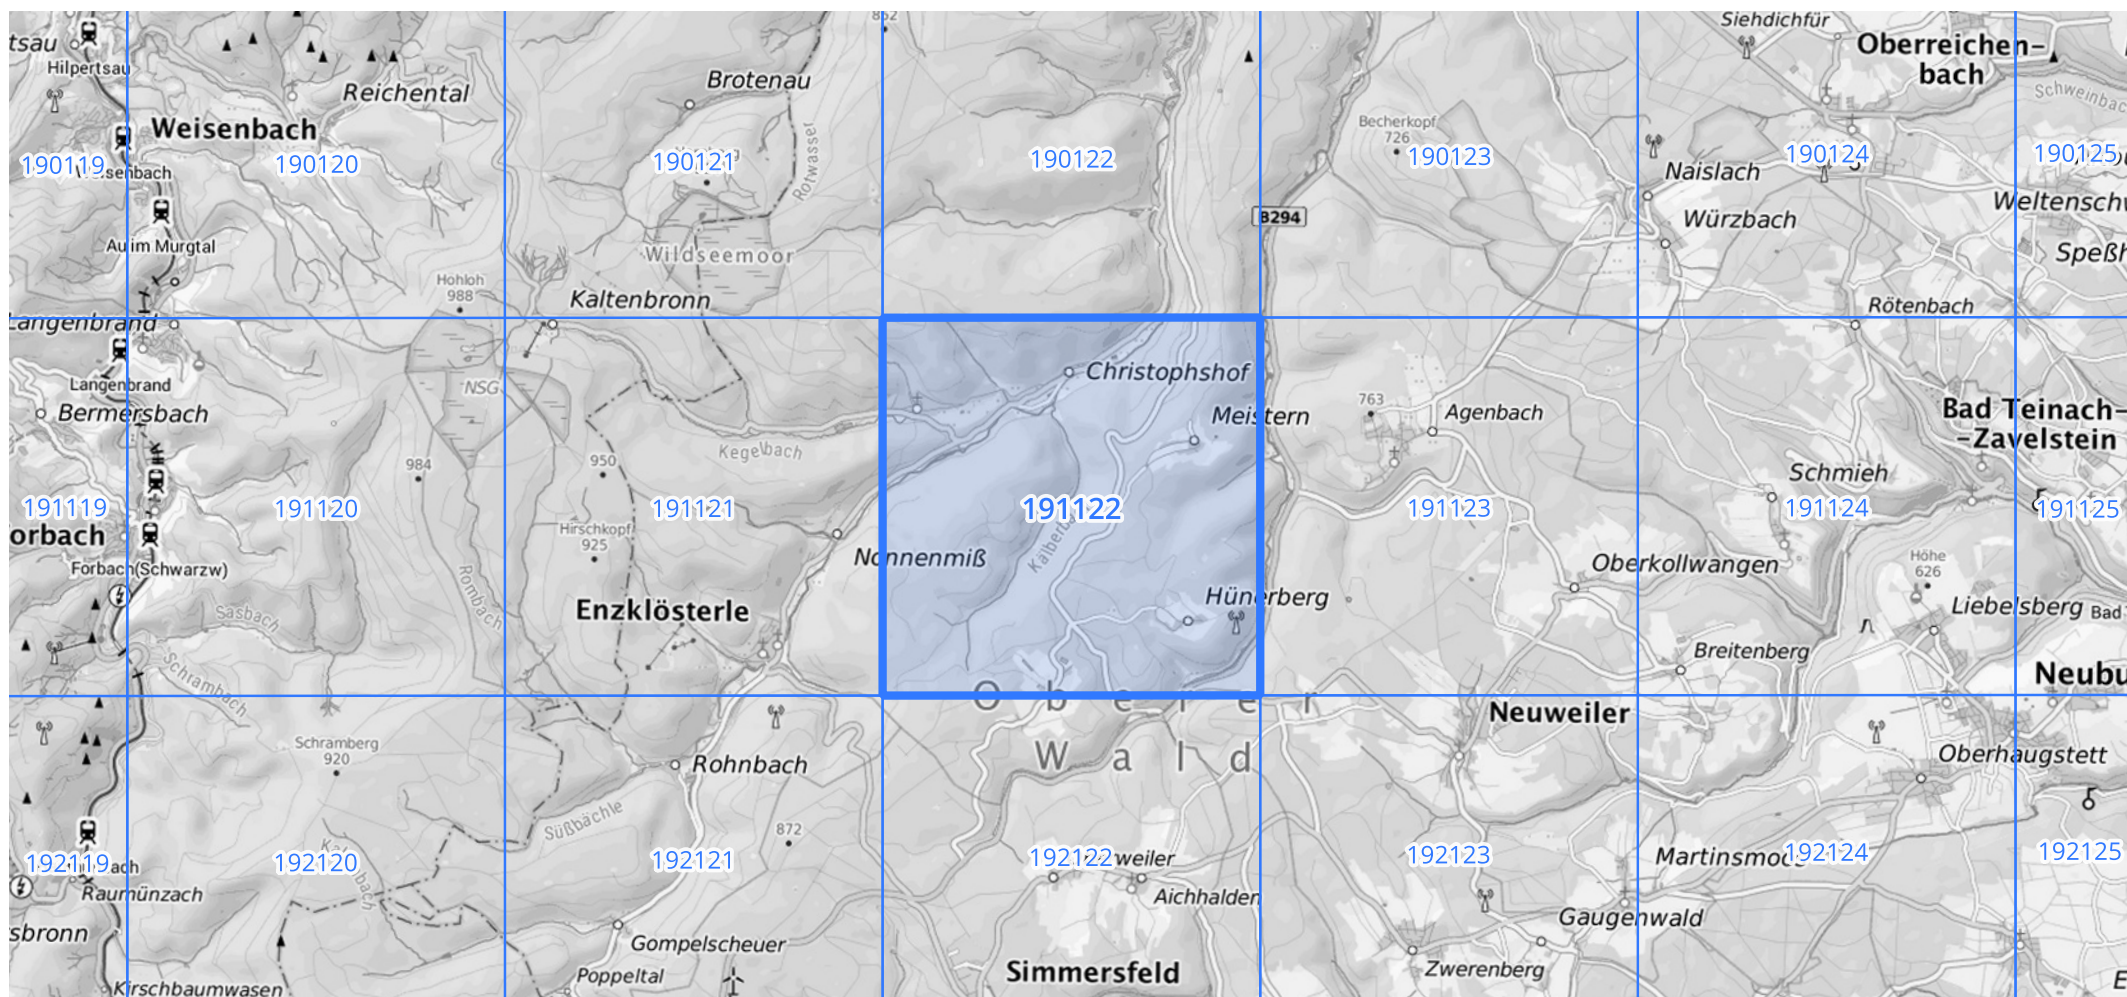 852
Siehdichfür
tsau
Hilpertsau
Oberreichen-
bach
Brotenau
Reichental
Schweinbac
Weisenbach
Becherkopf
726
190119
190120
190121
190122
190123
190124
190125
Rotwasser
Naislach
Weltenschw
B294
Würzbach
Au im Murgtal
Wildseemoor
Speßh
Hohloh
988
Kaltenbronn
Rötenbach
Langenbrand
Christophshof
Langenbrand
NSG
Bermersbach
763
Meistern
Agenbach
Bad Teinach-
-Zavelstein
Kegelbach
984
950
Schmieh
191119
191120
191121
191122
191123
191124
191125
Hirschkopf
925
orbach
Nonnenmiß
Forbach(Schwarzw)
Oberkollwangen
Höhe
626
Rombach
Sasbach
Enzklösterle
Hünerberg
Liebelsberg
Bad
Breitenberg
Schrambach
Neubu
Oberer
Wald
Neuweiler
Schramberg
920
Rohnbach
Oberhaugstett
Süßbächle
872
192119
192120
192121
192122
192123
192124
192125
weiler
Raumünzach
Aichhalden
sbronn
Gaugenwald
Gompelscheuer
Poppeltal
Simmersfeld
Zwerenberg
Kirschbaumwasen
E